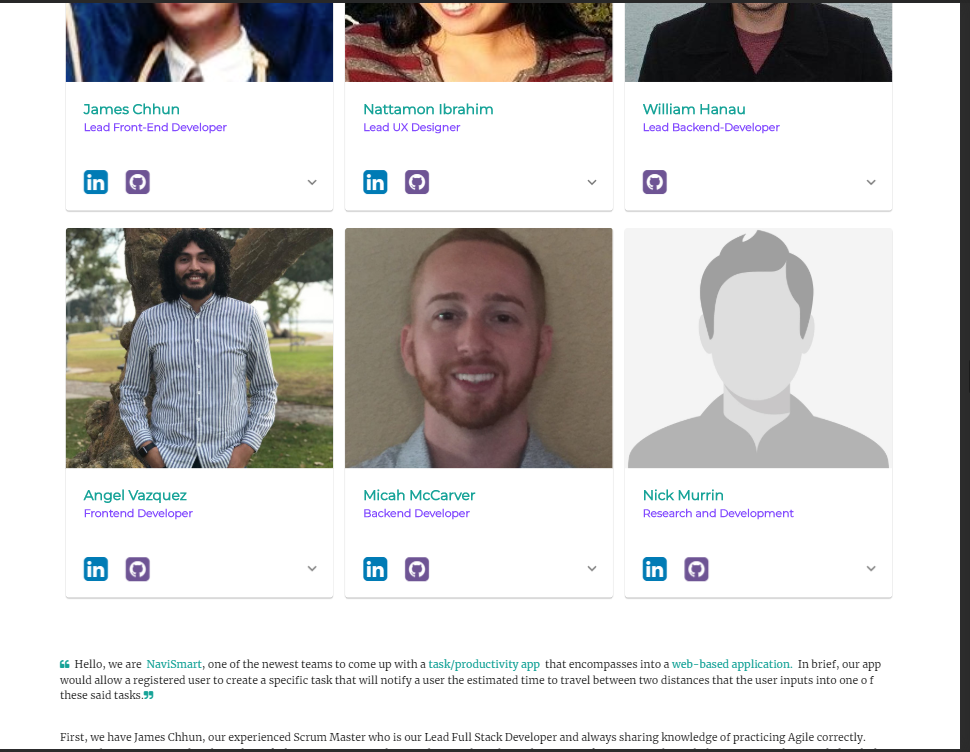 James Chhun
Lead Front-End Developer
Nattamon Ibrahim
Lead UX Designer
William Hanau
Lead Backend-Developer
in
in
Angel Vazquez
Frontend Developer
Micah McCarver
Backend Developer
Nick Murrin
Research and Development
in
in
in
❝ Hello, we are NaviSmart, one of the newest teams to come up with a task/productivity app that encompasses into a web-based application. In brief, our app
would allow a registered user to create a specific task that will notify a user the estimated time to travel between two distances that the user inputs into one o f
these said tasks.❞
First, we have James Chhun, our experienced Scrum Master who is our Lead Full Stack Developer and always sharing knowledge of practicing Agile correctly.